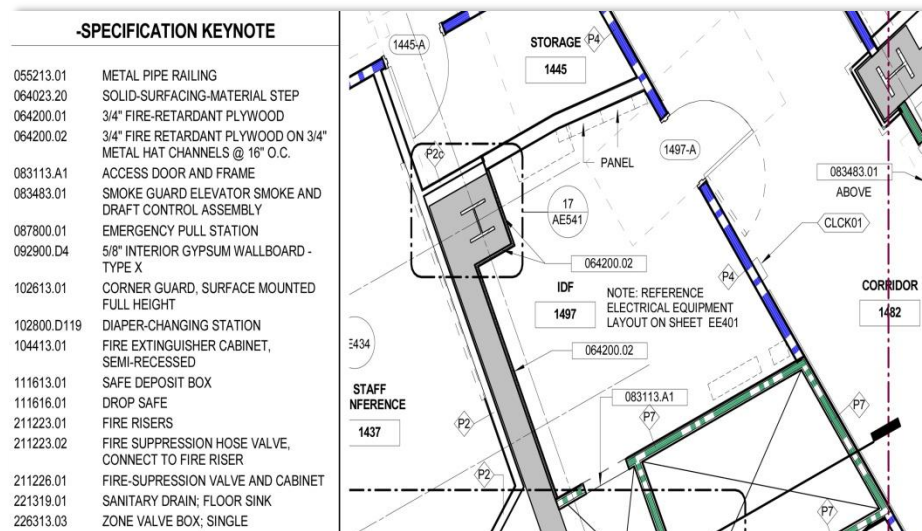 -SPECIFICATION KEYNOTE
055213.01 METAL PIPE RAILING
064023.20 SOLID-SURFACING-MATERIAL STEP
064200.01 3/4" FIRE-RETARDANT PLYWOOD
064200.02 3/4" FIRE RETARDANT PLYWOOD ON 3/4"
METAL HAT CHANNELS @ 16" O.C.
083113.A1 ACCESS DOOR AND FRAME
083483.01 SMOKE GUARD ELEVATOR SMOKE AND
DRAFT CONTROL ASSEMBLY
087800.01 EMERGENCY PULL STATION
092900.D4 5/8" INTERIOR GYPSUM WALLBOARD -
TYPE X
102613.01 CORNER GUARD, SURFACE MOUNTED
FULL HEIGHT
102800.D119 DIAPER-CHANGING STATION
104413.01 FIRE EXTINGUISHER CABINET,
SEMI-RECESSED
111613.01 SAFE DEPOSIT BOX
111616.01 DROP SAFE
211223.01 FIRE RISERS
211223.02 FIRE SUPPRESSION HOSE VALVE,
CONNECT TO FIRE RISER
211226.01 FIRE-SUPRESSION VALVE AND CABINET
221319.01 SANITARY DRAIN; FLOOR SINK
226313.03 ZONE VALVE BOX; SINGLE
1445-A
STORAGE
P4
1445
P2c
PANEL
1497-A
083483.01
ABOVE
17
AE541
CLCK01
064200.02
P4
IDF
1497
NOTE: REFERENCE
ELECTRICAL EQUIPMENT
LAYOUT ON SHEET EE401
CORRIDOR
1482
E434
064200.02
STAFF
NFERENCE
1437
083113.A1
P7
P7
P2
P2
P7